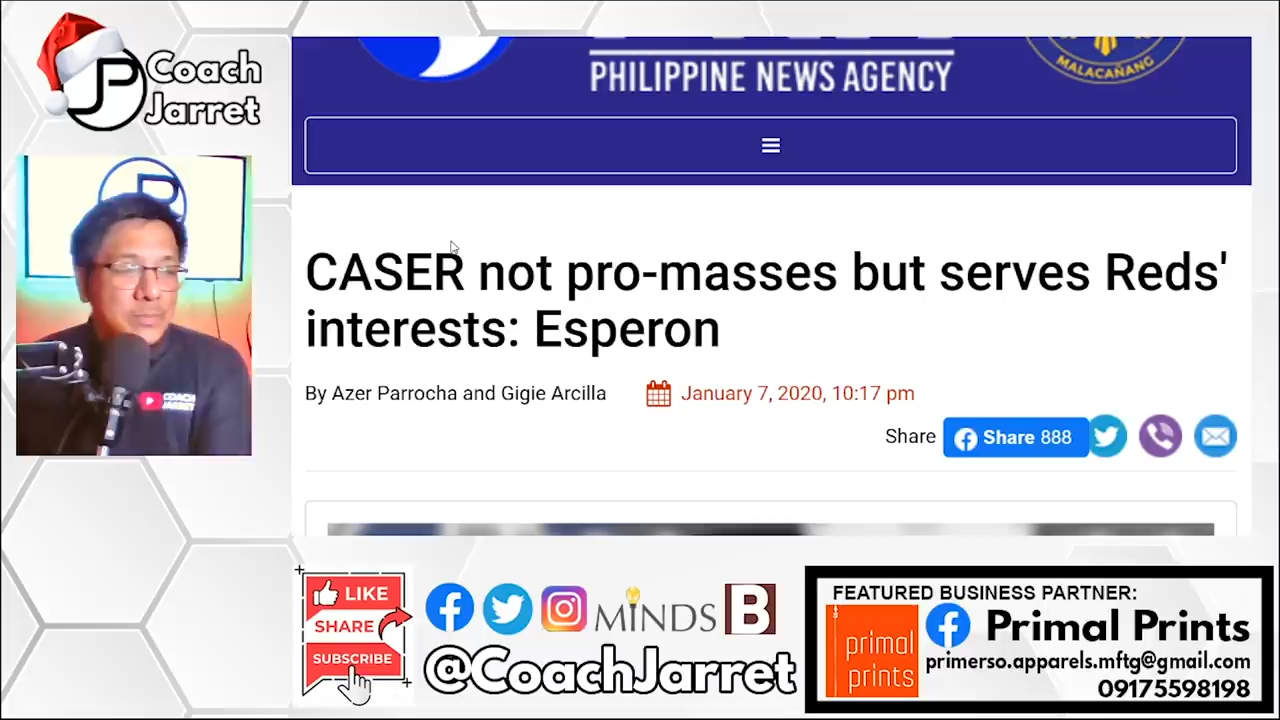 Coach
Jarret
PHILIPPINE NEWS AGENCY
MALACAÑANG
CASER not pro-masses but serves Reds'
interests: Esperon
By Azer Parrocha and Gigie Arcilla
January 7, 2020, 10:17 pm
Share
Share 888
LIKE
SHARE
SUBSCRIBE
MINDS
B
@CoachJarret
FEATURED BUSINESS PARTNER:
primal
prints
Primal Prints
primerso.apparels.mftg@gmail.com
09175598198